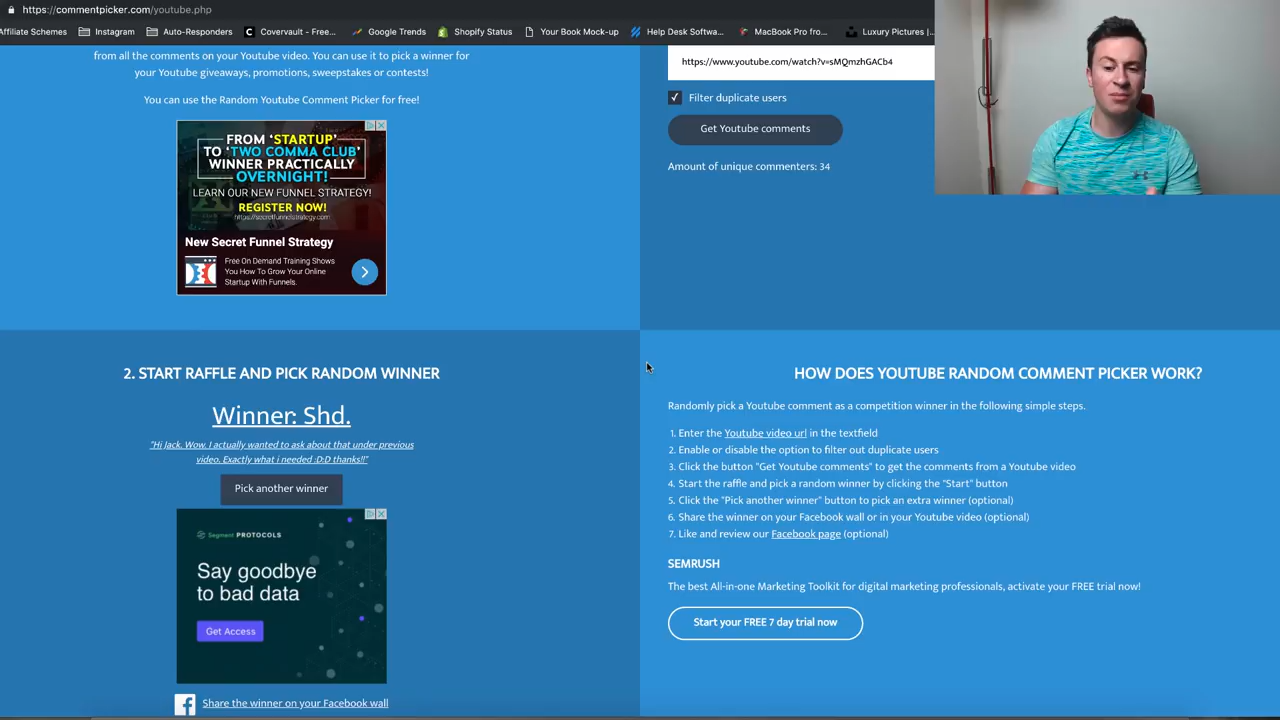 https://commentpicker.com/youtube.php
Affiliate Schemes
Instagram
Auto-Responders
Covervault - Free...
Google Trends
Shopify Status
Your Book Mock-up
Help Desk Softwa...
MacBook Pro fro...
Luxury Pictures |...
from all the comments on your Youtube video. You can use it to pick a winner for
your Youtube giveaways, promotions, sweepstakes or contests!
You can use the Random Youtube Comment Picker for free!
FROM 'STARTUP'
TO 'TWO COMMA CLUB'
WINNER PRACTICALLY
OVERNIGHT!
LEARN OUR NEW FUNNEL STRATEGY!
REGISTER NOW!
https://secretfunnelstrategy.com
New Secret Funnel Strategy
Free On Demand Training Shows
You How To Grow Your Online
Startup With Funnels.
https://www.youtube.com/watch?v=sMQmzhGACb4
Filter duplicate users
Get Youtube comments
Amount of unique commenters: 34
2. START RAFFLE AND PICK RANDOM WINNER
Winner: Shd.
"Hi Jack. Wow. I actually wanted to ask about that under previous
video. Exactly what i needed :D:D thanks!!"
Pick another winner
Segment PROTOCOLS
Say goodbye
to bad data
Get Access
Share the winner on your Facebook wall
HOW DOES YOUTUBE RANDOM COMMENT PICKER WORK?
Randomly pick a Youtube comment as a competition winner in the following simple steps.
1. Enter the Youtube video url in the textfield
2. Enable or disable the option to filter out duplicate users
3. Click the button "Get Youtube comments" to get the comments from a Youtube video
4. Start the raffle and pick a random winner by clicking the "Start" button
5. Click the "Pick another winner" button to pick an extra winner (optional)
6. Share the winner on your Facebook wall or in your Youtube video (optional)
7. Like and review our Facebook page (optional)
SEMRUSH
The best All-in-one Marketing Toolkit for digital marketing professionals, activate your FREE trial now!
Start your FREE 7 day trial now